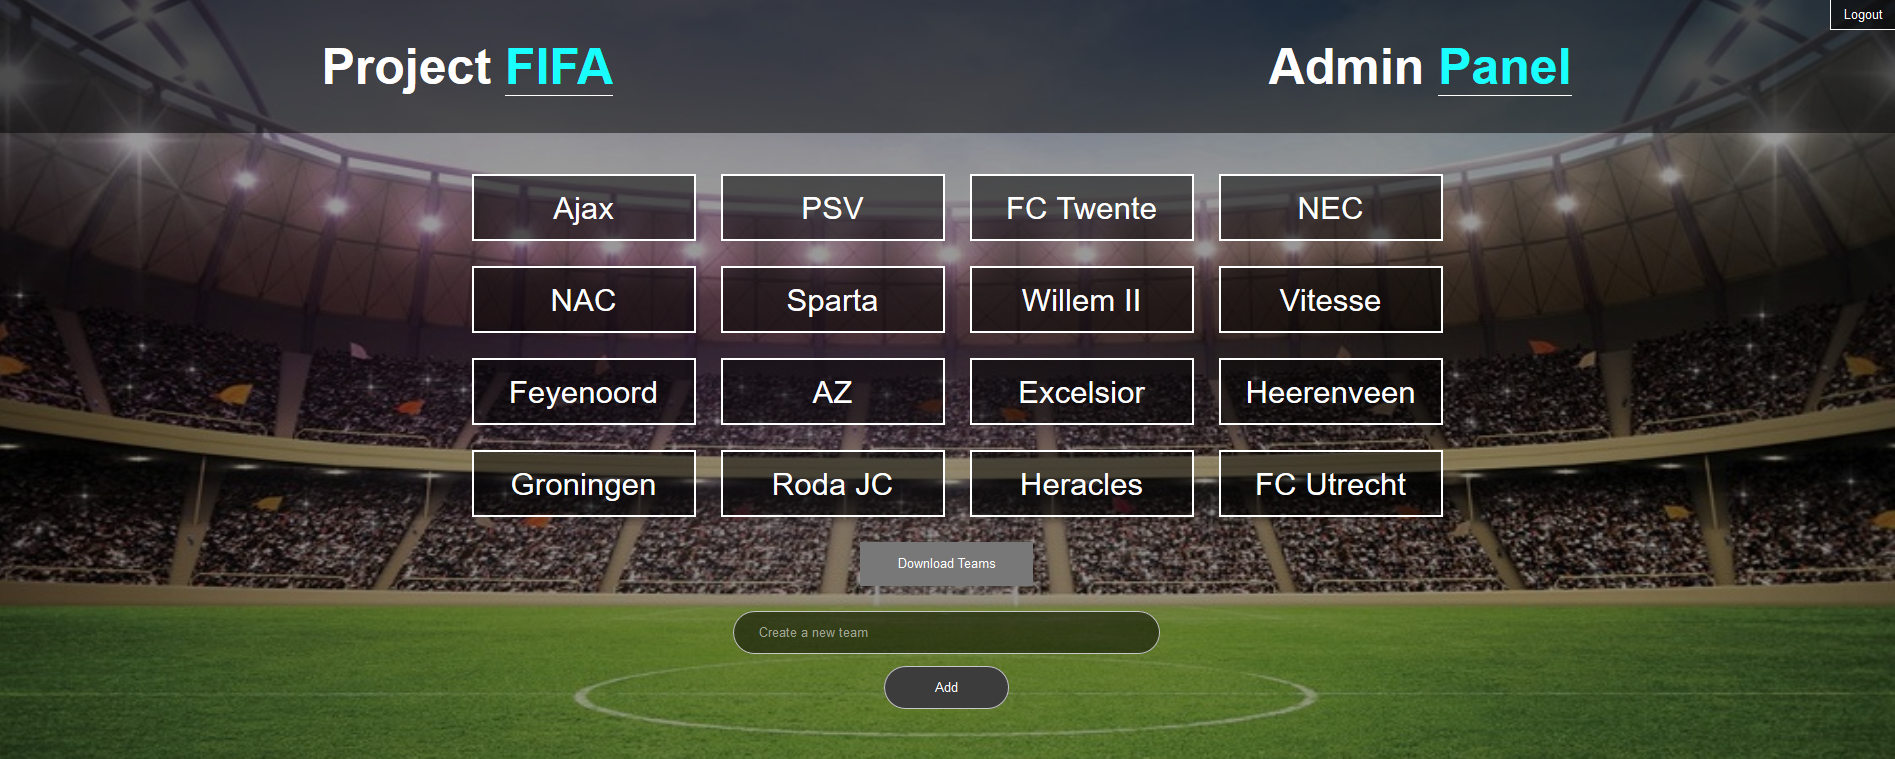 Logout
Project FIFA
Admin Panel
Ajax
PSV
FC Twente
NEC
NAC
Sparta
Willem II
Vitesse
Feyenoord
AZ
Excelsior
Heerenveen
Groningen
Roda JC
Heracles
FC Utrecht
Download Teams
Create a new team
Add